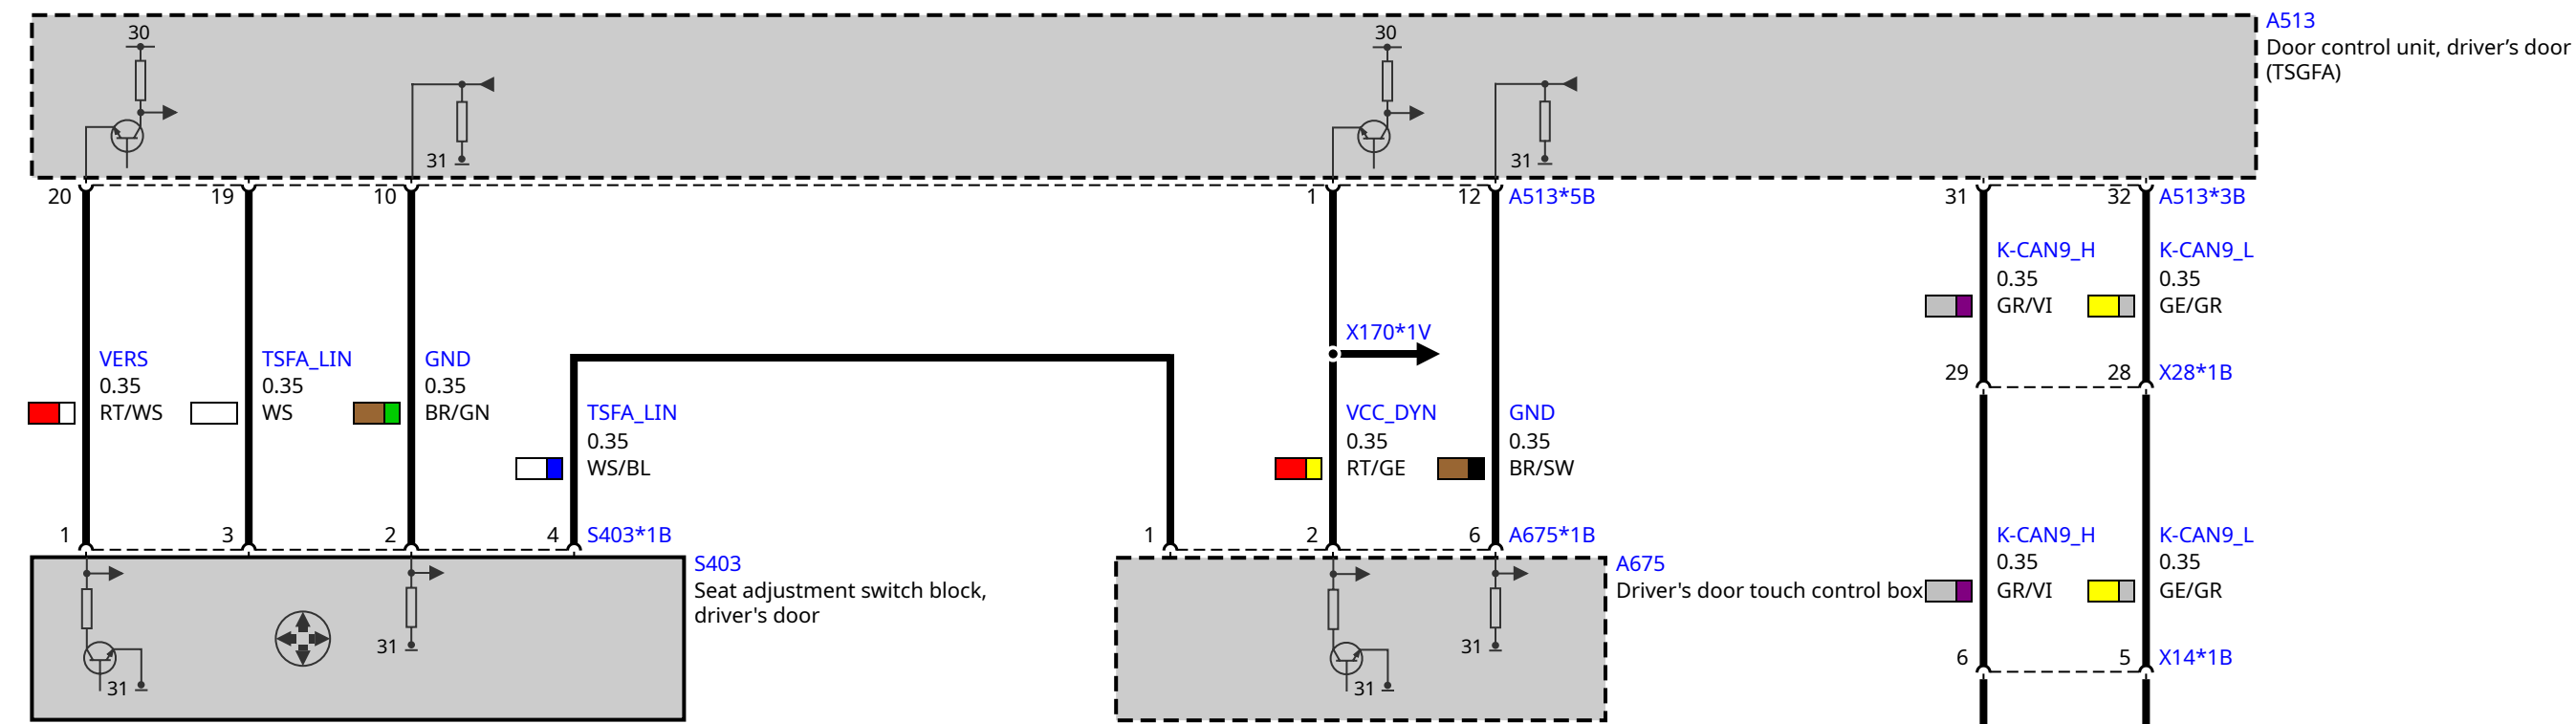 30
30
A513
Door control unit, driver’s door
(TSGFA)
31
31
20
19
10
1
12
A513*5B
31
32
A513*3B
K-CAN9_H
0.35
GR/VI
K-CAN9_L
0.35
GE/GR
X170*1V
29
28
X28*1B
VERS
0.35
RT/WS
TSFA_LIN
0.35
WS
GND
0.35
BR/GN
TSFA_LIN
0.35
WS/BL
VCC_DYN
0.35
RT/GE
GND
0.35
BR/SW
1
3
2
4
S403*1B
1
2
6
A675*1B
K-CAN9_H
0.35
GR/VI
K-CAN9_L
0.35
GE/GR
S403
Seat adjustment switch block,
driver's door
A675
Driver's door touch control box
31
31
31
31
6
5
X14*1B